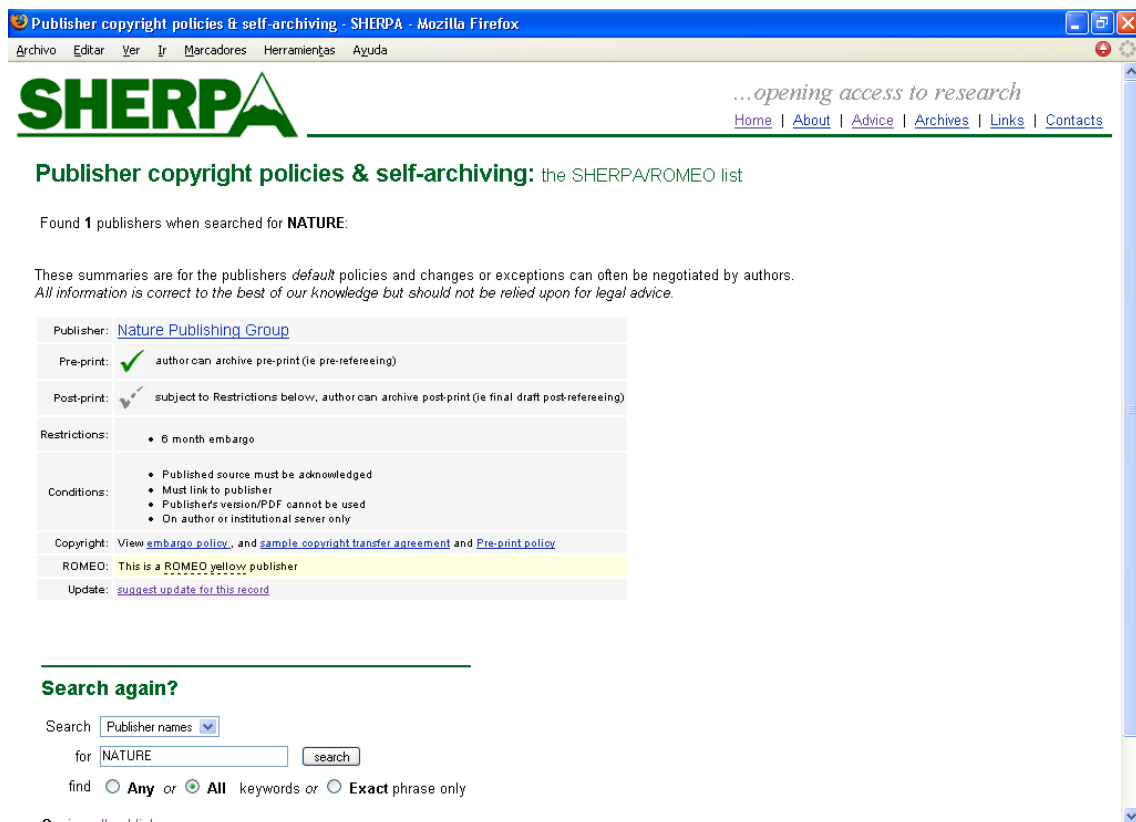 Publisher copyright policies & self-archiving - SHERPA - Mozilla Firefox
Archivo Editar Ver Ir Marcadores Herramientas Ayuda
SHERPA
...opening access to research
Home | About | Advice | Archives | Links | Contacts
Publisher copyright policies & self-archiving: the SHERPA/ROMEO list
Found 1 publishers when searched for NATURE:
These summaries are for the publishers default policies and changes or exceptions can often be negotiated by authors.
All information is correct to the best of our knowledge but should not be relied upon for legal advice.
Publisher: Nature Publishing Group
Pre-print: author can archive pre-print (ie pre-refereeing)
Post-print: subject to Restrictions below, author can archive post-print (ie final draft post-refereeing)
Restrictions: • 6 month embargo
Conditions:
• Published source must be acknowledged
• Must link to publisher
• Publisher's version/PDF cannot be used
• On author or institutional server only
Copyright: View embargo policy , and sample copyright transfer agreement and Pre-print policy
ROMEO: This is a ROMEO yellow publisher
Update: suggest update for this record
Search again?
Search Publisher names
for NATURE search
find Any or All keywords or Exact phrase only